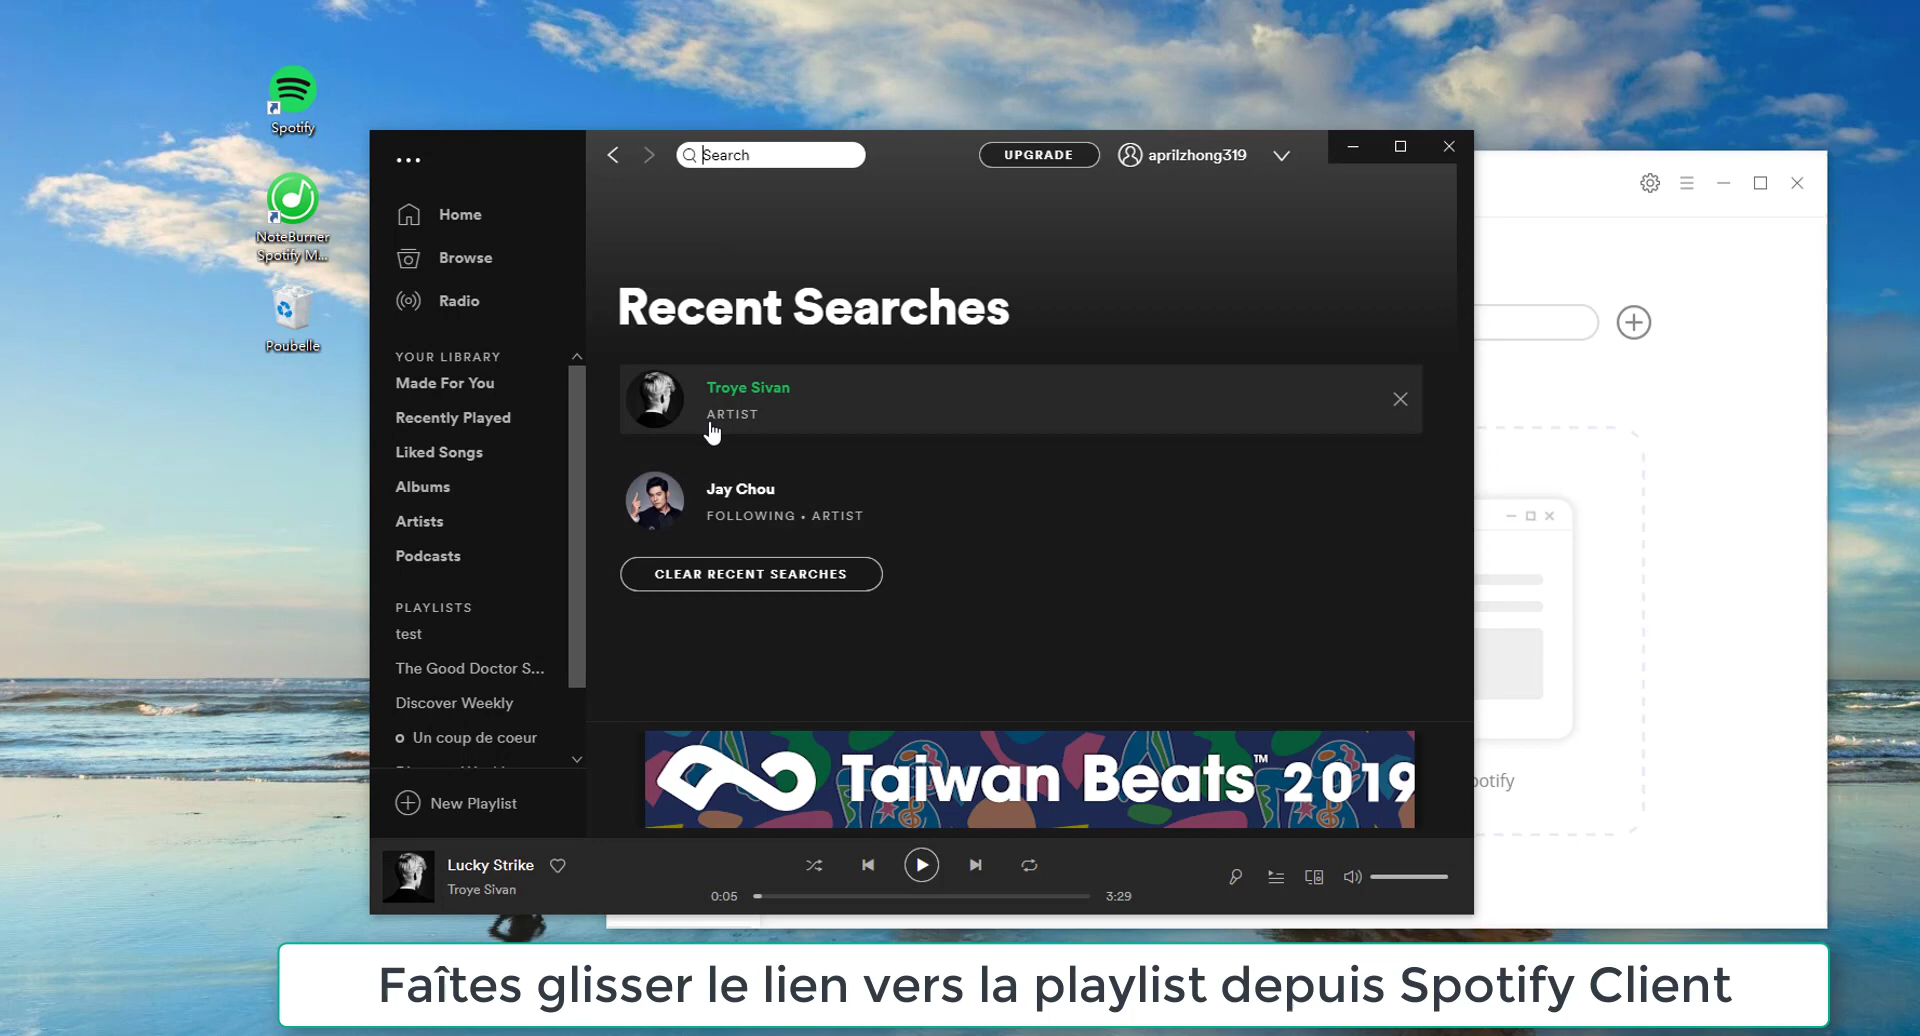 Spotify
NoteBurner
Spotify M...
Poubelle
Search
UPGRADE
aprilzhong319
Home
Browse
Radio
YOUR LIBRARY
Made For You
Recently Played
Liked Songs
Albums
Artists
Podcasts
PLAYLISTS
test
The Good Doctor S...
Discover Weekly
Un coup de coeur
New Playlist
Recent Searches
Troye Sivan
ARTIST
Jay Chou
FOLLOWING • ARTIST
CLEAR RECENT SEARCHES
Taiwan Beats™ 2019
potify
Lucky Strike
Troye Sivan
0:05
3:29
Faîtes glisser le lien vers la playlist depuis Spotify Client